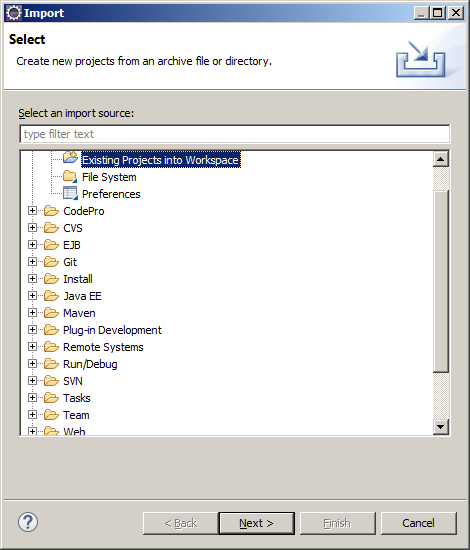 Import
Select
Create new projects from an archive file or directory.
Select an import source:
type filter text
Existing Projects into Workspace
File System
Preferences
CodePro
CVS
EJB
Git
Install
Java EE
Maven
Plug-in Development
Remote Systems
Run/Debug
SVN
Tasks
Team
Web
?
< Back
Next >
Finish
Cancel